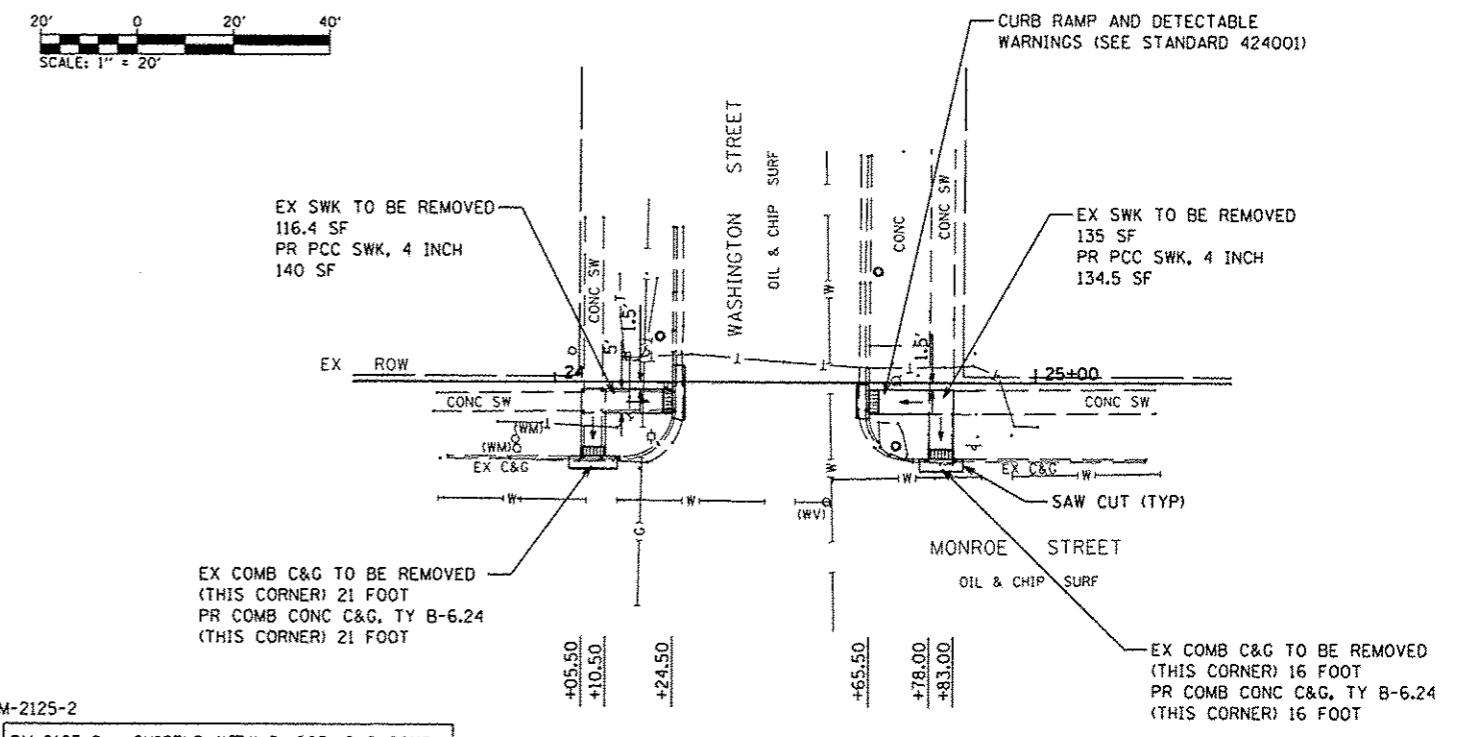 20' 0 20' 40'
SCALE: 1" = 20'
CURB RAMP AND DETECTABLE
WARNINGS (SEE STANDARD 424001)
WASHINGTON STREET
OIL & CHIP SURF
EX SWK TO BE REMOVED
116.4 SF
PR PCC SWK, 4 INCH
140 SF
EX SWK TO BE REMOVED
135 SF
PR PCC SWK, 4 INCH
134.5 SF
CONC SW
CONC
CONC SW
1.5'
5'
1.5'
EX ROW
24
25+00
CONC SW
CONC SW
(WM)
(WM)
EX C&G
EX C&G
W
W
W
W
W
W
G
T
T
(WV)
SAW CUT (TYP)
MONROE STREET
OIL & CHIP SURF
EX COMB C&G TO BE REMOVED
(THIS CORNER) 21 FOOT
PR COMB CONC C&G, TY B-6.24
(THIS CORNER) 21 FOOT
+05.50
+10.50
+24.50
+65.50
+78.00
+83.00
EX COMB C&G TO BE REMOVED
(THIS CORNER) 16 FOOT
PR COMB CONC C&G, TY B-6.24
(THIS CORNER) 16 FOOT
M-2125-2